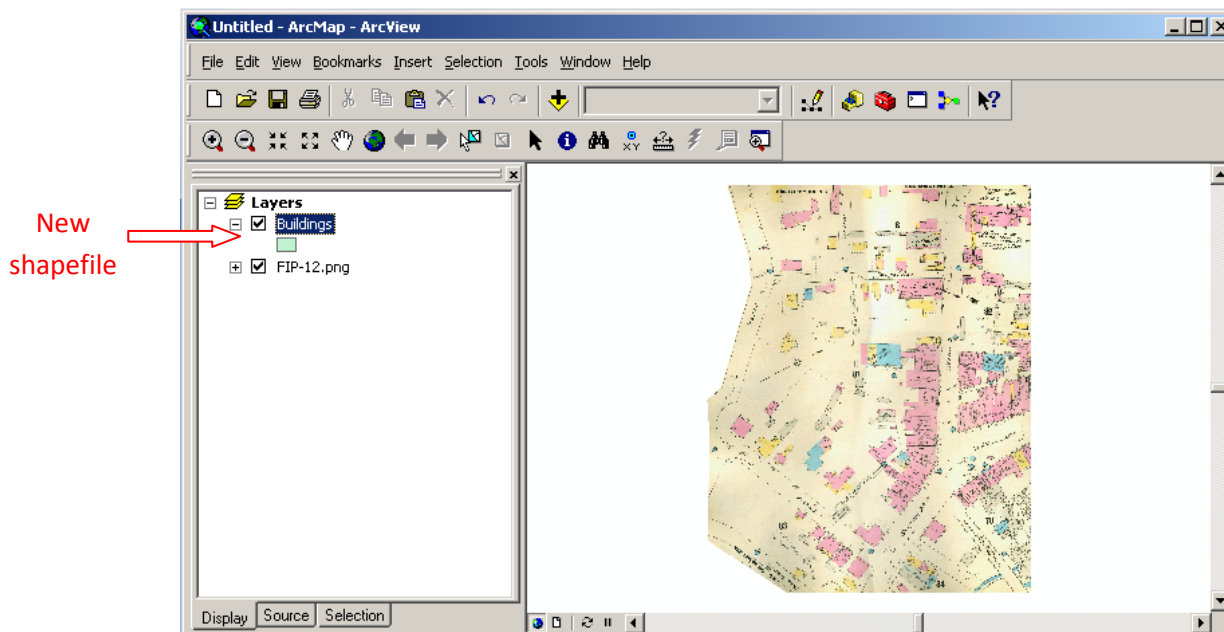 Untitled - ArcMap - ArcView
File Edit View Bookmarks Insert Selection Tools Window Help
XY
Layers
New
shapefile
Buildings
FIP-12.png
Display Source Selection